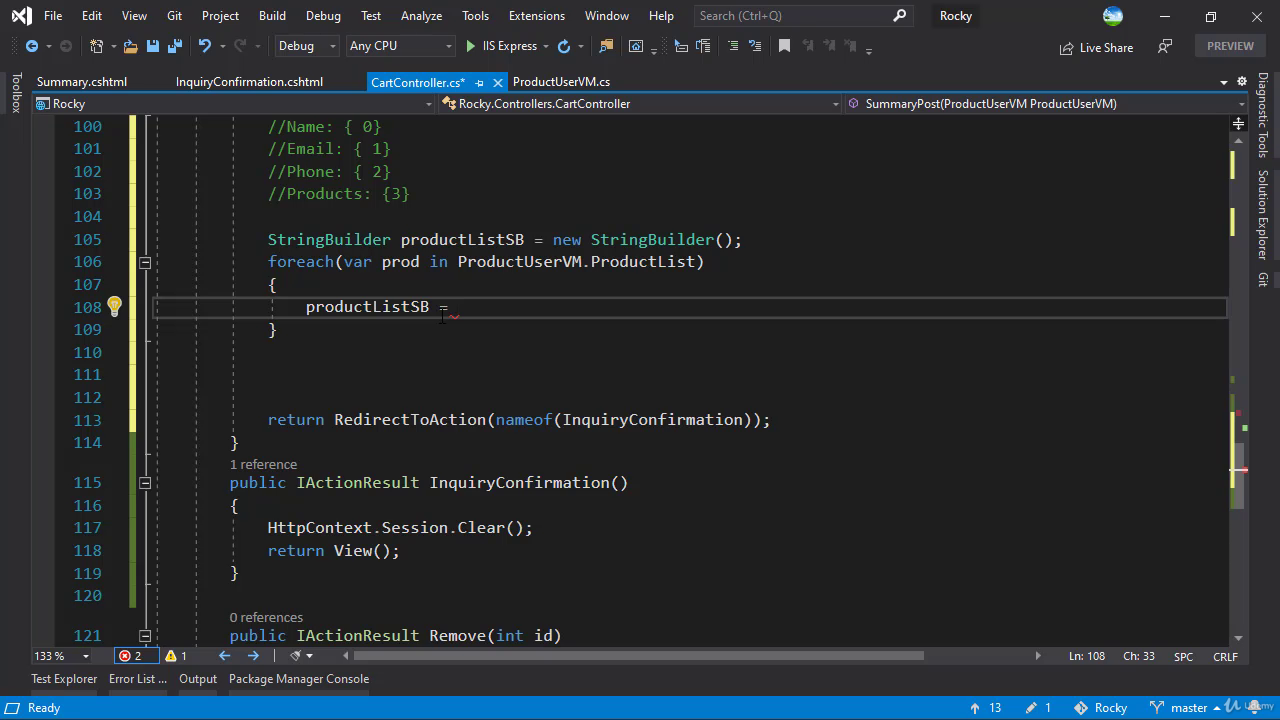 File Edit View Git Project Build Debug Test Analyze Tools Extensions Window Help Search (Ctrl+Q) Rocky
Debug Any CPU IIS Express Live Share PREVIEW
Summary.cshtml InquiryConfirmation.cshtml CartController.cs* ProductUserVM.cs
Rocky Rocky.Controllers.CartController SummaryPost(ProductUserVM ProductUserVM)
Toolbox
Diagnostic Tools
Solution Explorer
Git
100 //Name: { 0}
101 //Email: { 1}
102 //Phone: { 2}
103 //Products: {3}
104
105 StringBuilder productListSB = new StringBuilder();
106 foreach(var prod in ProductUserVM.ProductList)
107 {
108 productListSB =
109 }
110
111
112
113 return RedirectToAction(nameof(InquiryConfirmation));
114 }
1 reference
115 public IActionResult InquiryConfirmation()
116 {
117 HttpContext.Session.Clear();
118 return View();
119 }
120
0 references
121 public IActionResult Remove(int id)
133 % 2 1 Ln: 108 Ch: 33 SPC CRLF
Test Explorer Error List ... Output Package Manager Console
Ready 13 1 Rocky master Udemy